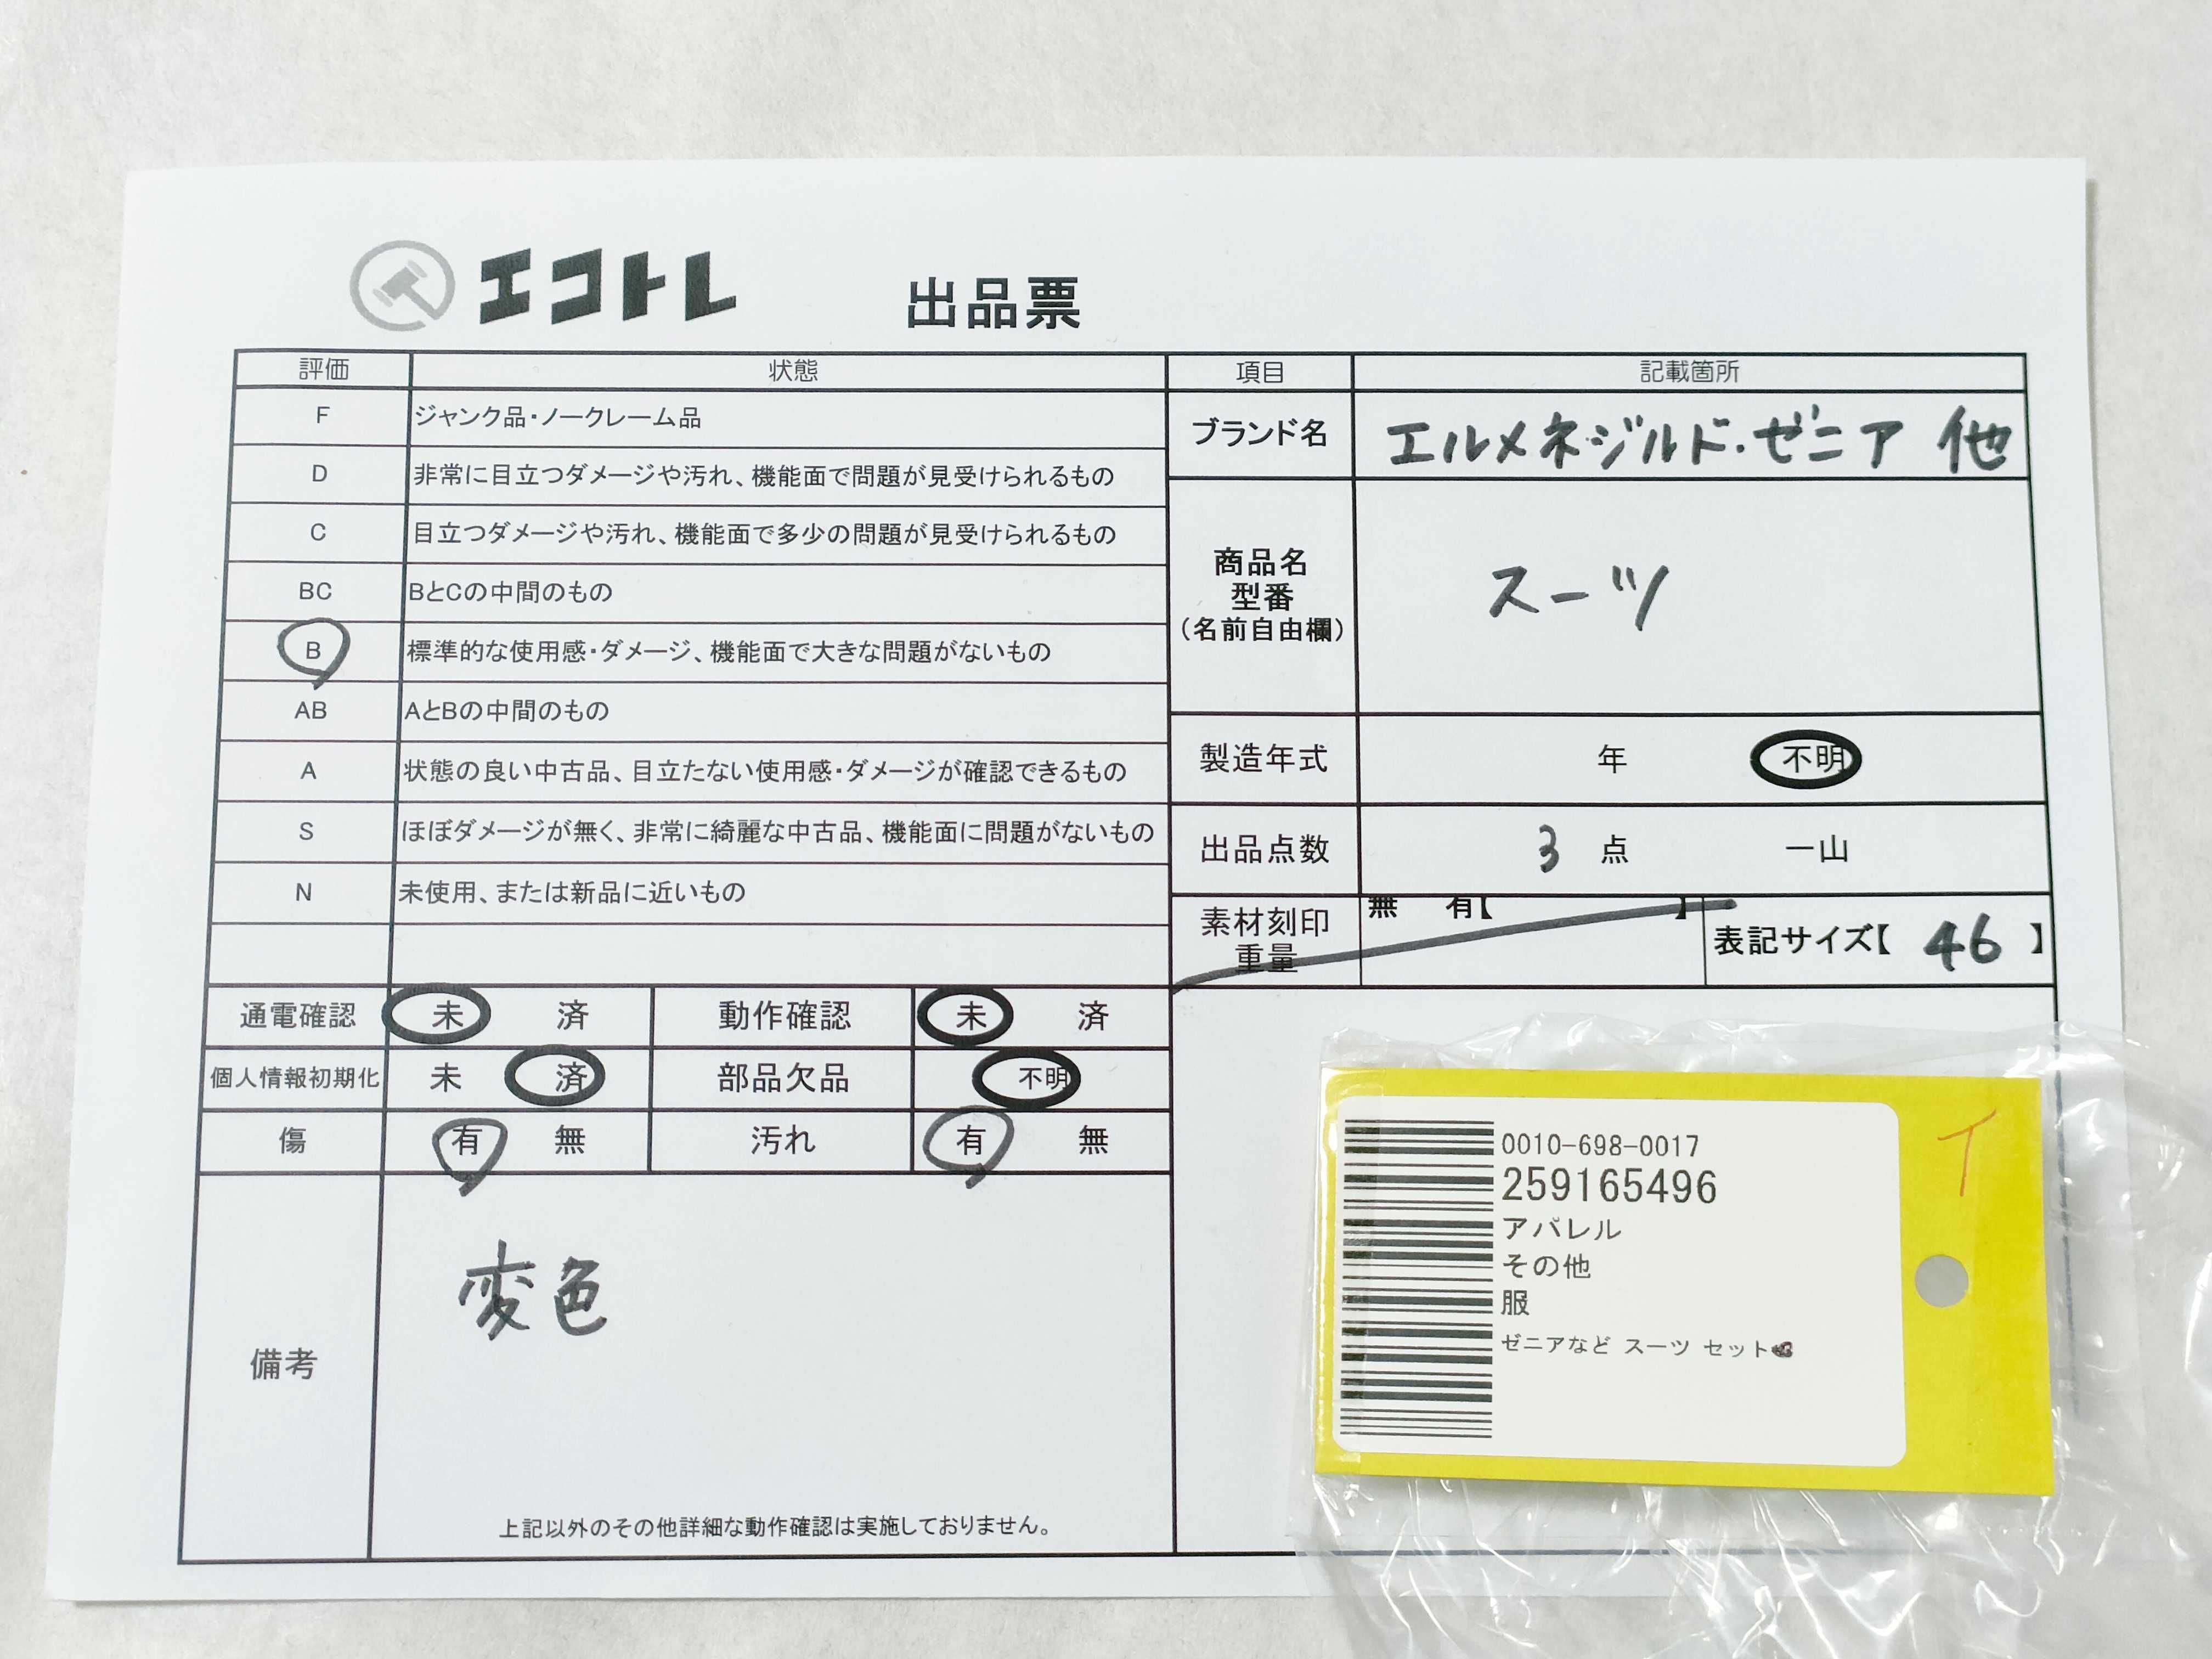 エコトレ 出品票
評価 状態 項目 記載箇所
F ジャンク品・ノークレーム品
D 非常に目立つダメージや汚れ、機能面で問題が見受けられるもの
C 目立つダメージや汚れ、機能面で多少の問題が見受けられるもの
BC BとCの中間のもの
B 標準的な使用感・ダメージ、機能面で大きな問題がないもの
AB AとBの中間のもの
A 状態の良い中古品、目立たない使用感・ダメージが確認できるもの
S ほぼダメージが無く、非常に綺麗な中古品、機能面に問題がないもの
N 未使用、または新品に近いもの
ブランド名 エルメネジルド・ゼニア 他
商品名
型番
(名前自由欄)
スーツ
製造年式 年 不明
出品点数 3 点 一山
素材刻印
重量
無 有【 】
表記サイズ【 46 】
通電確認 未 済 動作確認 未 済
個人情報初期化 未 済 部品欠品 不明
傷 有 無 汚れ 有 無
備考
変色
上記以外のその他詳細な動作確認は実施しておりません。
0010-698-0017
259165496
アパレル
その他
服
ゼニアなど スーツ セット
イ